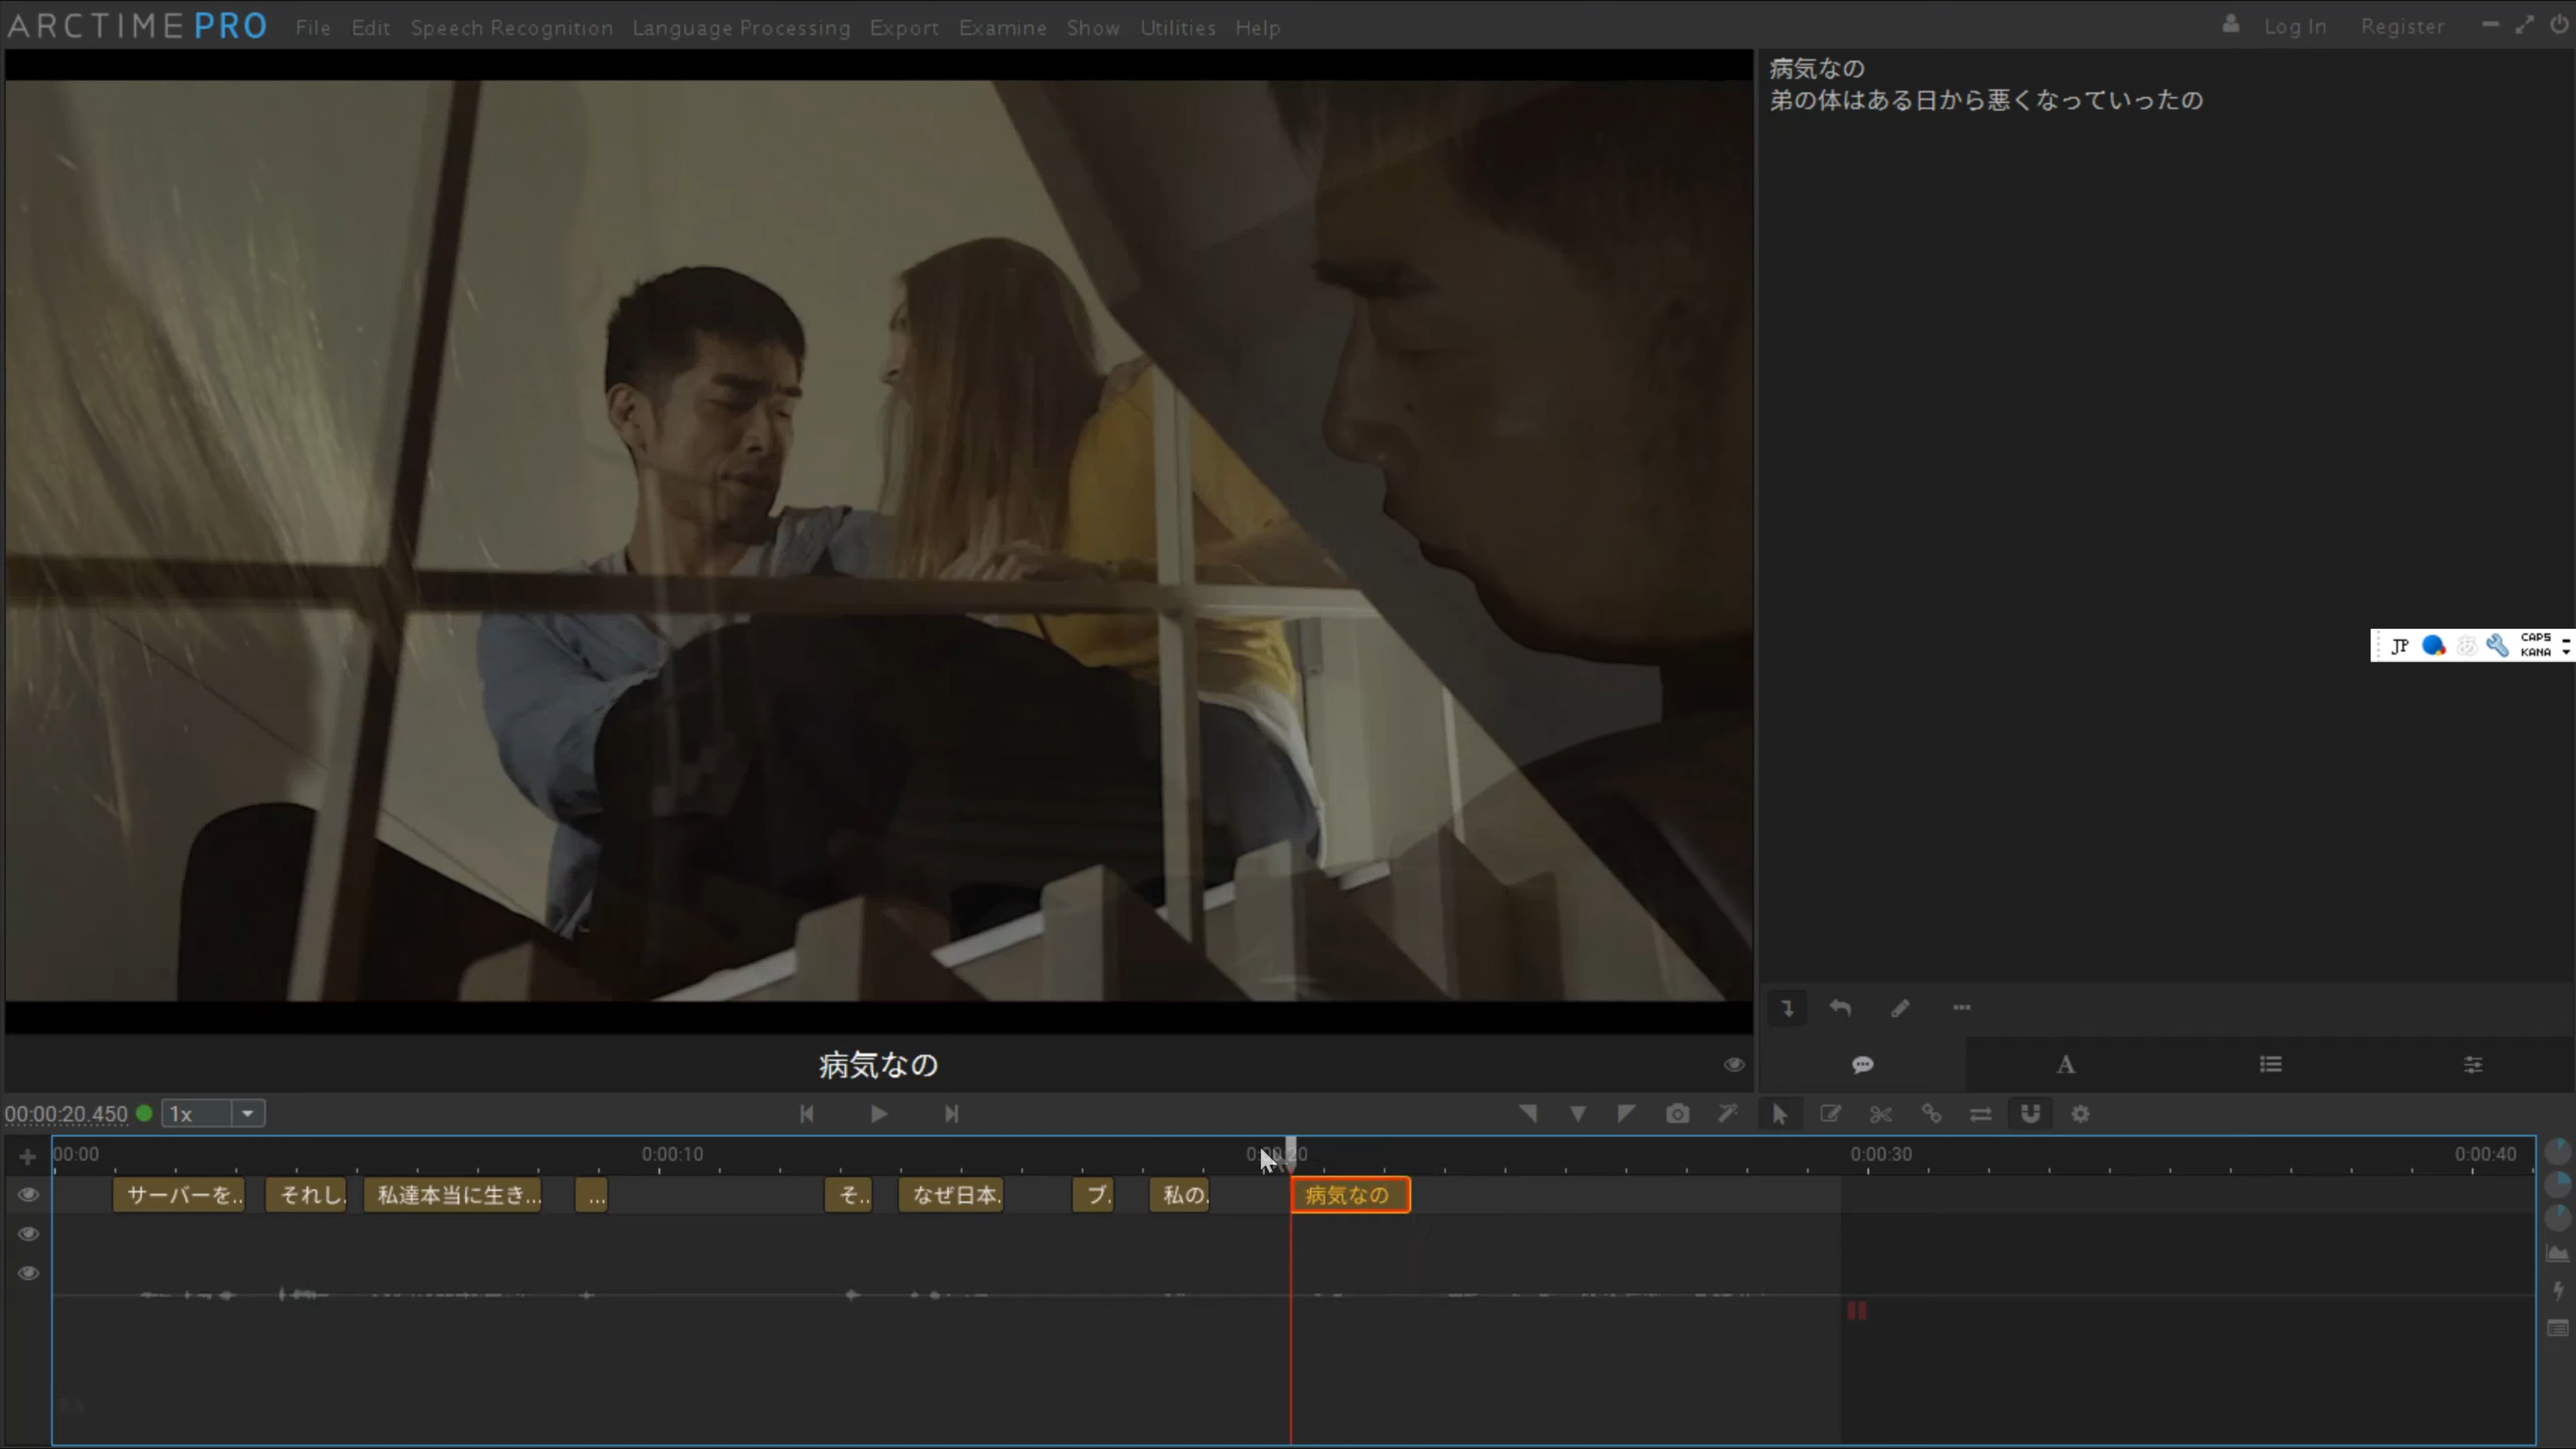 ARCTIME PRO File Edit Speech Recognition Language Processing Export Examine Show Utilities Help Log In Register
病気なの
弟の体はある日から悪くなっていったの
JP CAPS KANA
病気なの
A
00:00:20.450 1x
00:00 0:00:10 0:00:20 0:00:30 0:00:40
サーバーを.. それし. 私達本当に生き... ... そ.. なぜ日本. ブ. 私の. 病気なの